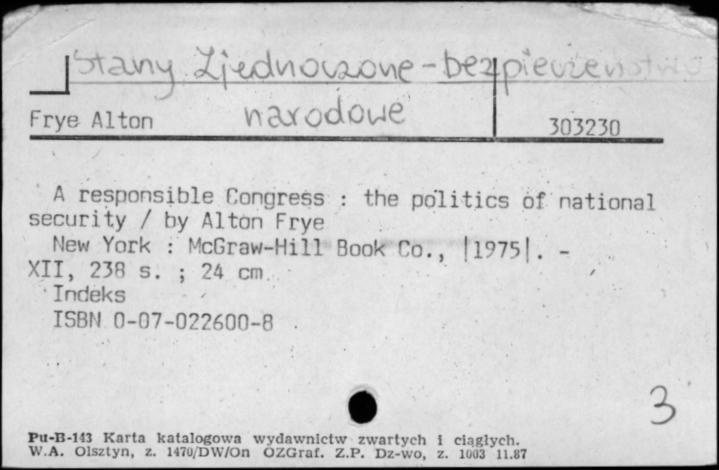 Stany Zjednoczone - bezpieczeństwo
narodowe
Frye Alton
303230
A responsible Congress : the politics of national
security / by Alton Frye
New York : McGraw-Hill Book Co., |1975|. -
XII, 238 s. ; 24 cm
Indeks
ISBN 0-07-022600-8
3
Pu-B-143 Karta katalogowa wydawnictw zwartych i ciągłych.
W.A. Olsztyn, z. 1470/DW/On OZGraf. Z.P. Dz-wo, z. 1003 11.87